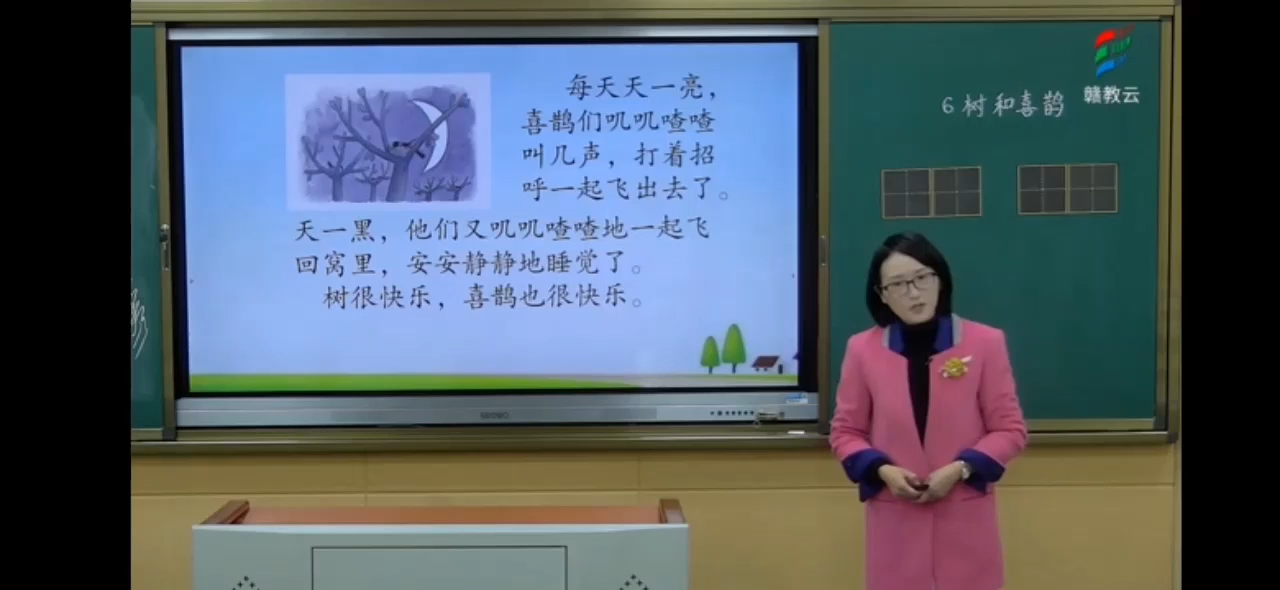 每天天一亮，
喜鹊们叽叽喳喳
叫几声，打着招
呼一起飞出去了。
天一黑，他们又叽叽喳喳地一起飞
回窝里，安安静静地睡觉了。
树很快乐，喜鹊也很快乐。
6 树和喜鹊
赣教云